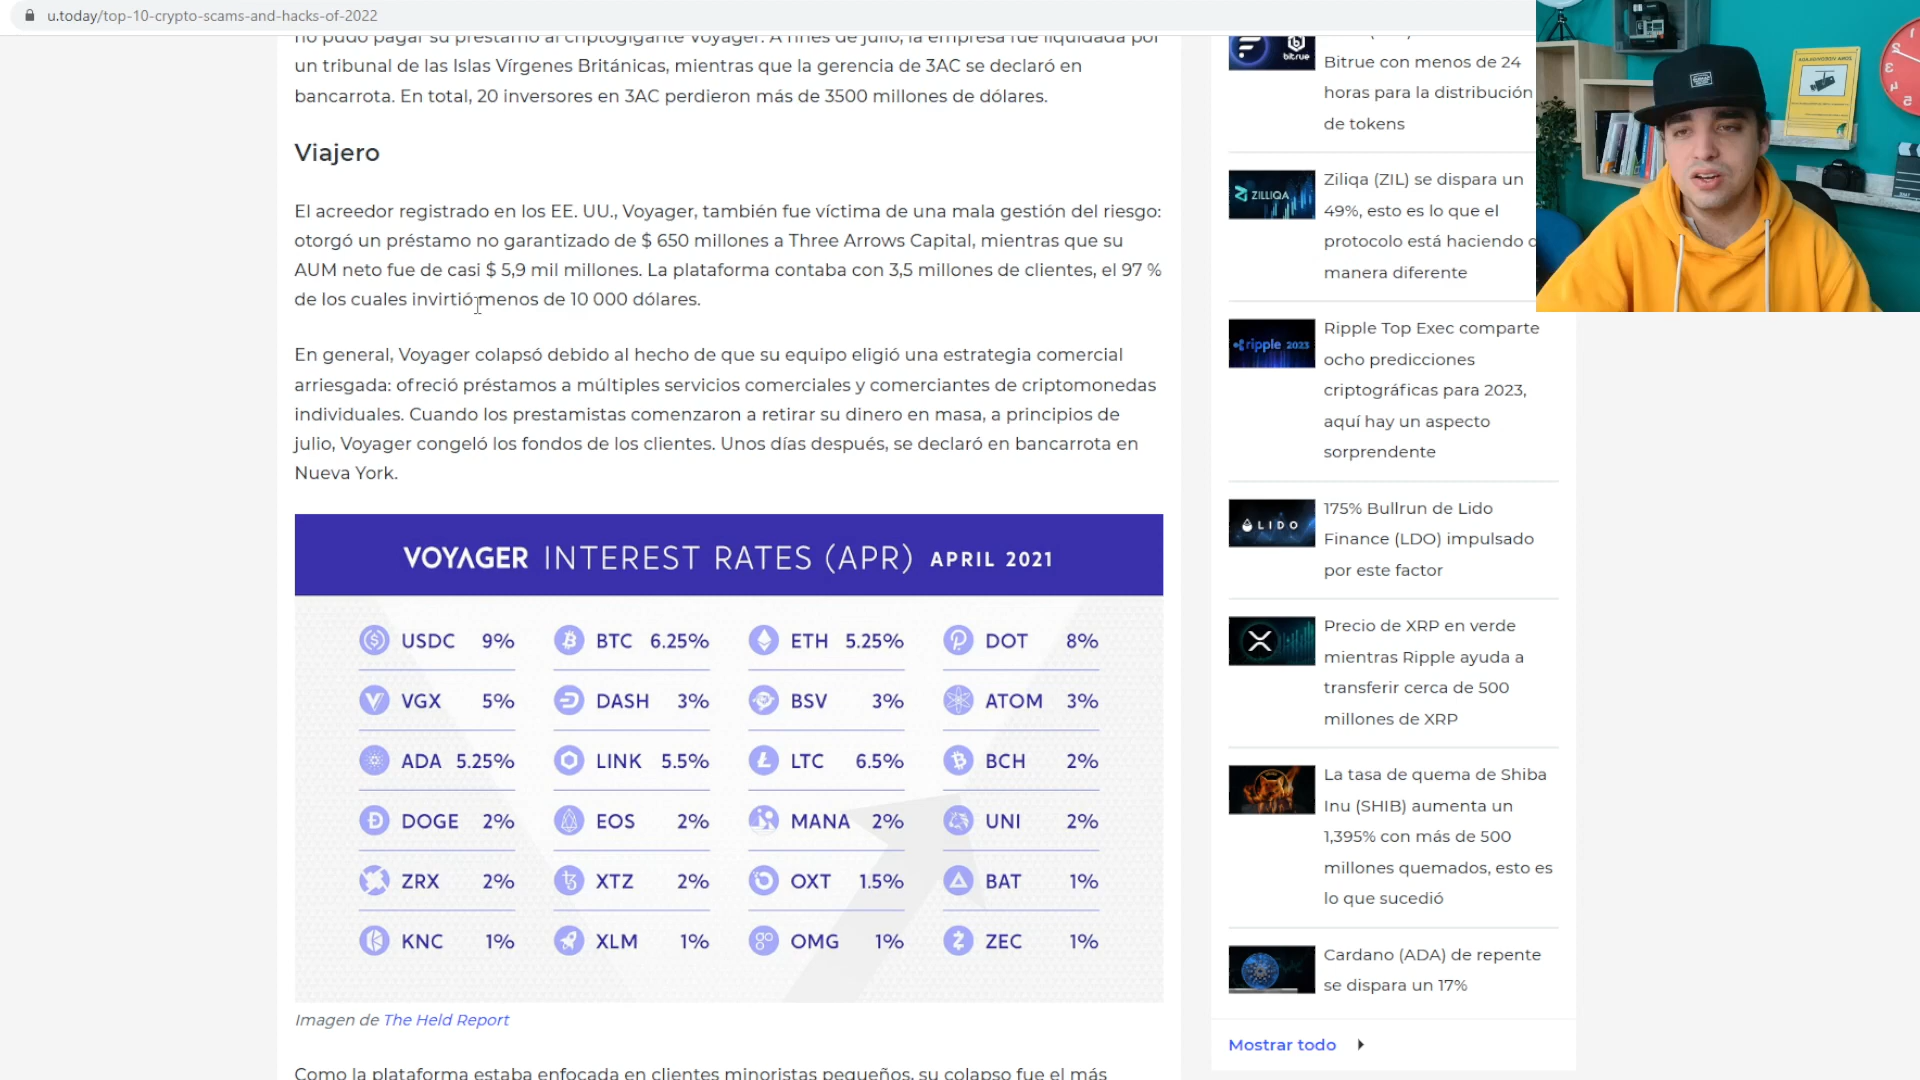 u.today/top-10-crypto-scams-and-hacks-of-2022
no pudo pagar su préstamo al criptogigante Voyager. A fines de julio, la empresa fue liquidada por
un tribunal de las Islas Vírgenes Británicas, mientras que la gerencia de 3AC se declaró en
bancarrota. En total, 20 inversores en 3AC perdieron más de 3500 millones de dólares.
Viajero
El acreedor registrado en los EE. UU., Voyager, también fue víctima de una mala gestión del riesgo:
otorgó un préstamo no garantizado de $ 650 millones a Three Arrows Capital, mientras que su
AUM neto fue de casi $ 5,9 mil millones. La plataforma contaba con 3,5 millones de clientes, el 97 %
de los cuales invirtió menos de 10 000 dólares.
En general, Voyager colapsó debido al hecho de que su equipo eligió una estrategia comercial
arriesgada: ofreció préstamos a múltiples servicios comerciales y comerciantes de criptomonedas
individuales. Cuando los prestamistas comenzaron a retirar su dinero en masa, a principios de
julio, Voyager congeló los fondos de los clientes. Unos días después, se declaró en bancarrota en
Nueva York.
VOYAGER INTEREST RATES (APR) APRIL 2021
USDC 9% BTC 6.25% ETH 5.25% DOT 8%
VGX 5% DASH 3% BSV 3% ATOM 3%
ADA 5.25% LINK 5.5% LTC 6.5% BCH 2%
DOGE 2% EOS 2% MANA 2% UNI 2%
ZRX 2% XTZ 2% OXT 1.5% BAT 1%
KNC 1% XLM 1% OMG 1% ZEC 1%
Imagen de The Held Report
Como la plataforma estaba enfocada en clientes minoristas pequeños, su colapso fue el más
bitrue
Bitrue con menos de 24
horas para la distribución
de tokens
ZILLIQA
Ziliqa (ZIL) se dispara un
49%, esto es lo que el
protocolo está haciendo
manera diferente
ripple 2023
Ripple Top Exec comparte
ocho predicciones
criptográficas para 2023,
aquí hay un aspecto
sorprendente
LIDO
175% Bullrun de Lido
Finance (LDO) impulsado
por este factor
Precio de XRP en verde
mientras Ripple ayuda a
transferir cerca de 500
millones de XRP
La tasa de quema de Shiba
Inu (SHIB) aumenta un
1,395% con más de 500
millones quemados, esto es
lo que sucedió
Cardano (ADA) de repente
se dispara un 17%
Mostrar todo